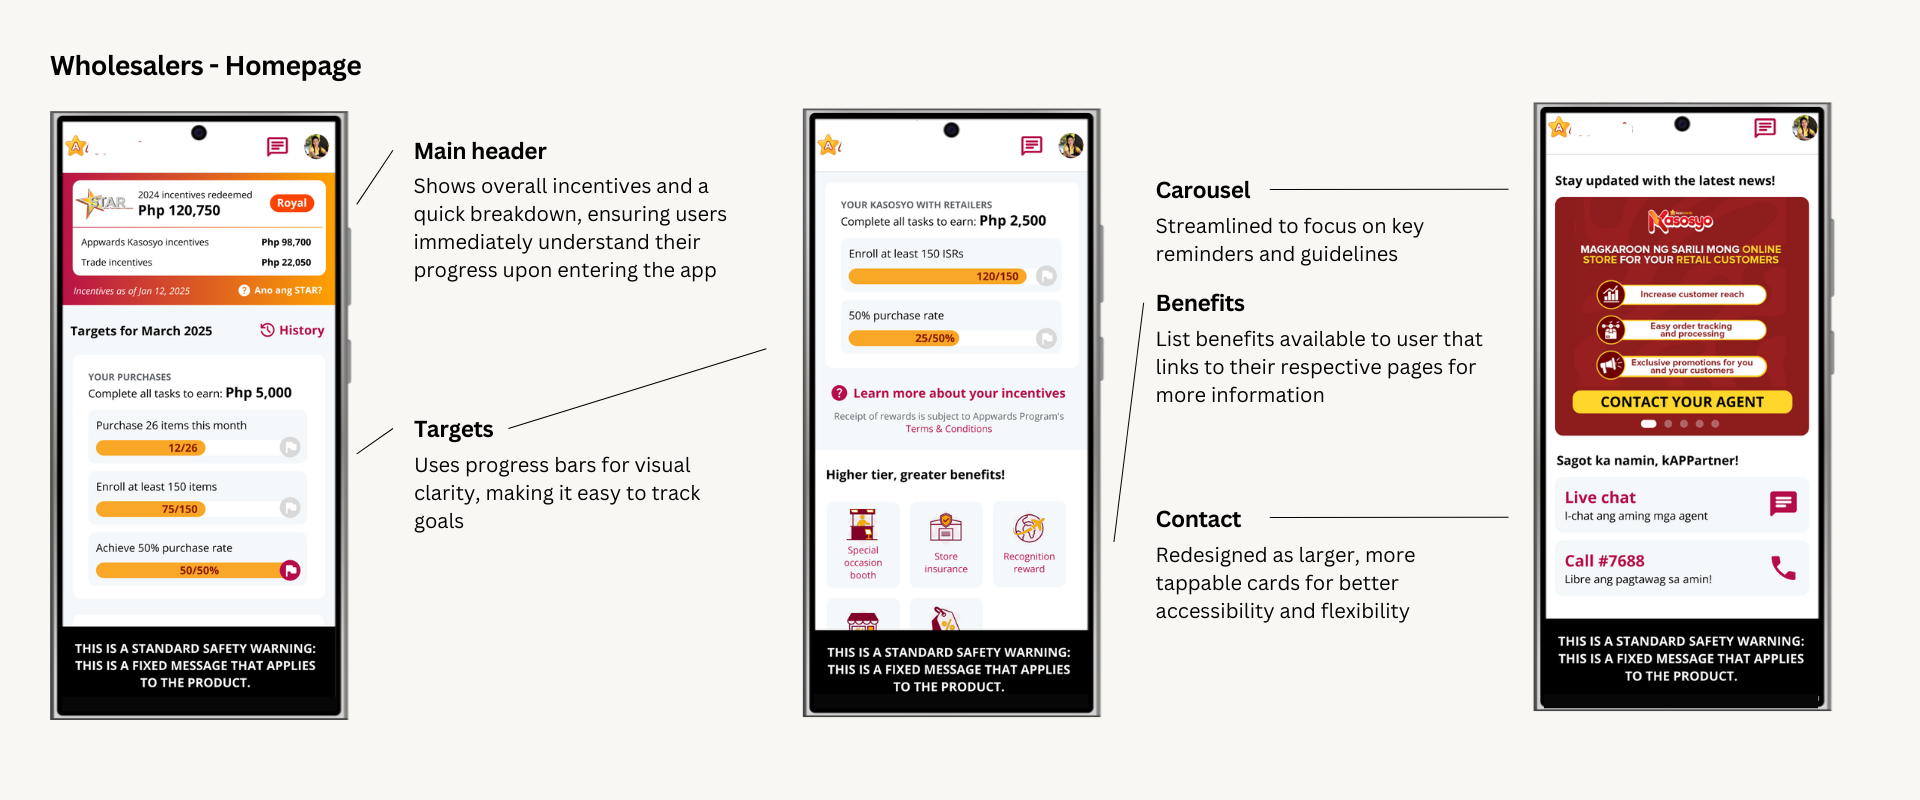 Wholesalers - Homepage
A
STAR
2024 incentives redeemed
Php 120,750
Royal
Appwards Kasosyo incentives
Php 98,700
Trade incentives
Php 22,050
Incentives as of Jan 12, 2025
? Ano ang STAR?
Targets for March 2025
History
YOUR PURCHASES
Complete all tasks to earn: Php 5,000
Purchase 26 items this month
12/26
Enroll at least 150 items
75/150
Achieve 50% purchase rate
50/50%
THIS IS A STANDARD SAFETY WARNING:
THIS IS A FIXED MESSAGE THAT APPLIES
TO THE PRODUCT.
Main header
Shows overall incentives and a
quick breakdown, ensuring users
immediately understand their
progress upon entering the app
Targets
Uses progress bars for visual
clarity, making it easy to track
goals
A
YOUR KASOSYO WITH RETAILERS
Complete all tasks to earn: Php 2,500
Enroll at least 150 ISRs
120/150
50% purchase rate
25/50%
? Learn more about your incentives
Receipt of rewards is subject to Appwards Program's
Terms & Conditions
Higher tier, greater benefits!
Special
occasion
booth
Store
insurance
Recognition
reward
THIS IS A STANDARD SAFETY WARNING:
THIS IS A FIXED MESSAGE THAT APPLIES
TO THE PRODUCT.
Carousel
Streamlined to focus on key
reminders and guidelines
Benefits
List benefits available to user that
links to their respective pages for
more information
Contact
Redesigned as larger, more
tappable cards for better
accessibility and flexibility
A
Stay updated with the latest news!
Kasosyo
MAGKAROON NG SARILI MONG ONLINE
STORE FOR YOUR RETAIL CUSTOMERS
Increase customer reach
Easy order tracking
and processing
Exclusive promotions for you
and your customers
CONTACT YOUR AGENT
Sagot ka namin, kAPPartner!
Live chat
I-chat ang aming mga agent
Call #7688
Libre ang pagtawag sa amin!
THIS IS A STANDARD SAFETY WARNING:
THIS IS A FIXED MESSAGE THAT APPLIES
TO THE PRODUCT.